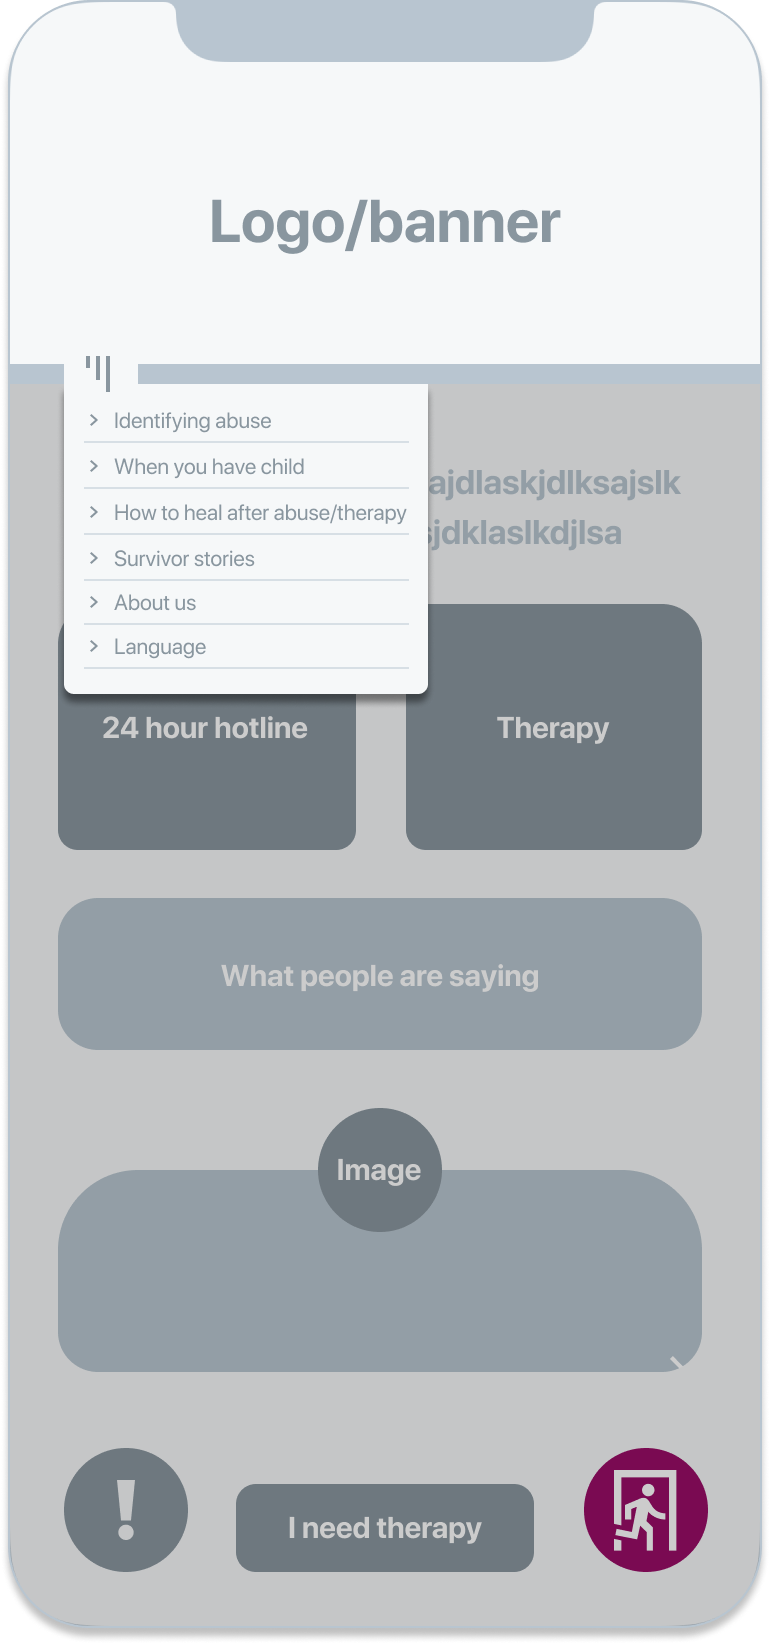 Logo/banner
Identifying abuse
When you have child
How to heal after abuse/therapy
Survivor stories
About us
Language
ajdlaskjdlksajslk
sjdklaslkdjlsa
24 hour hotline
Therapy
What people are saying
Image
!
I need therapy